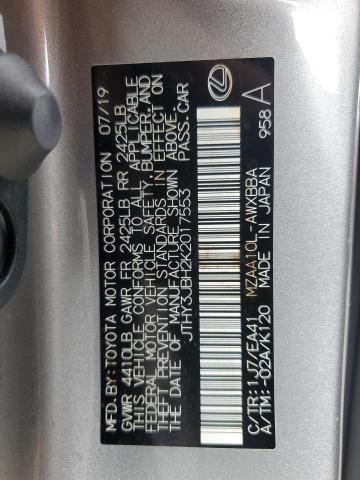 MFD. BY: TOYOTA MOTOR CORPORATION 07/19
GVWR 4410LB GAWR FR 2425LB RR 2425LB
THIS VEHICLE CONFORMS TO ALL APPLICABLE
FEDERAL MOTOR VEHICLE SAFETY, BUMPER, AND
THEFT PREVENTION STANDARDS IN EFFECT ON
THE DATE OF MANUFACTURE SHOWN ABOVE.
JTHY3JBH2K2017553 PASS.CAR
C/TR: 1J7/EA41 MZAA10L-AWXBBA
A/TM: -02A/K120 MADE IN JAPAN
958 A